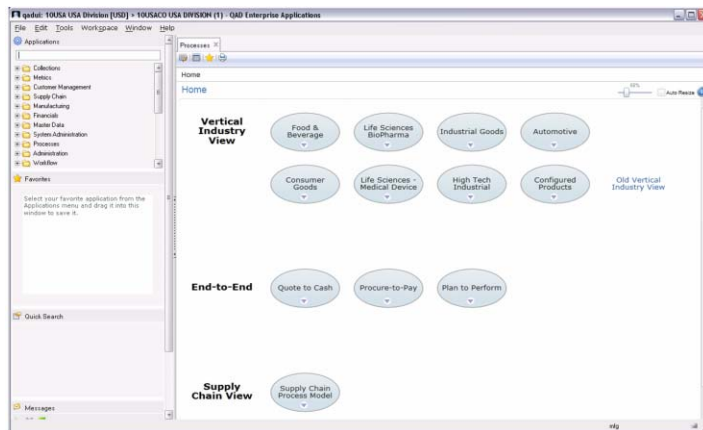 qadui: 10USA USA Division [USD] > 10USACO USA DIVISION (1) - QAD Enterprise Applications
File Edit Tools Workspace Window Help
Applications
Collections
Metrics
Customer Management
Supply Chain
Manufacturing
Financials
Master Data
System Administration
Processes
Administration
Workflow
Favorites
Select your favorite application from the
Applications menu and drag it into this
window to save it.
Quick Search
Messages
Processes
Home
Home
Auto Resize
Vertical
Industry
View
Food &
Beverage
Life Sciences
BioPharma
Industrial Goods
Automotive
Consumer
Goods
Life Sciences -
Medical Device
High Tech
Industrial
Configured
Products
Old Vertical
Industry View
End-to-End
Quote to Cash
Procure-to-Pay
Plan to Perform
Supply
Chain View
Supply Chain
Process Model
mfg